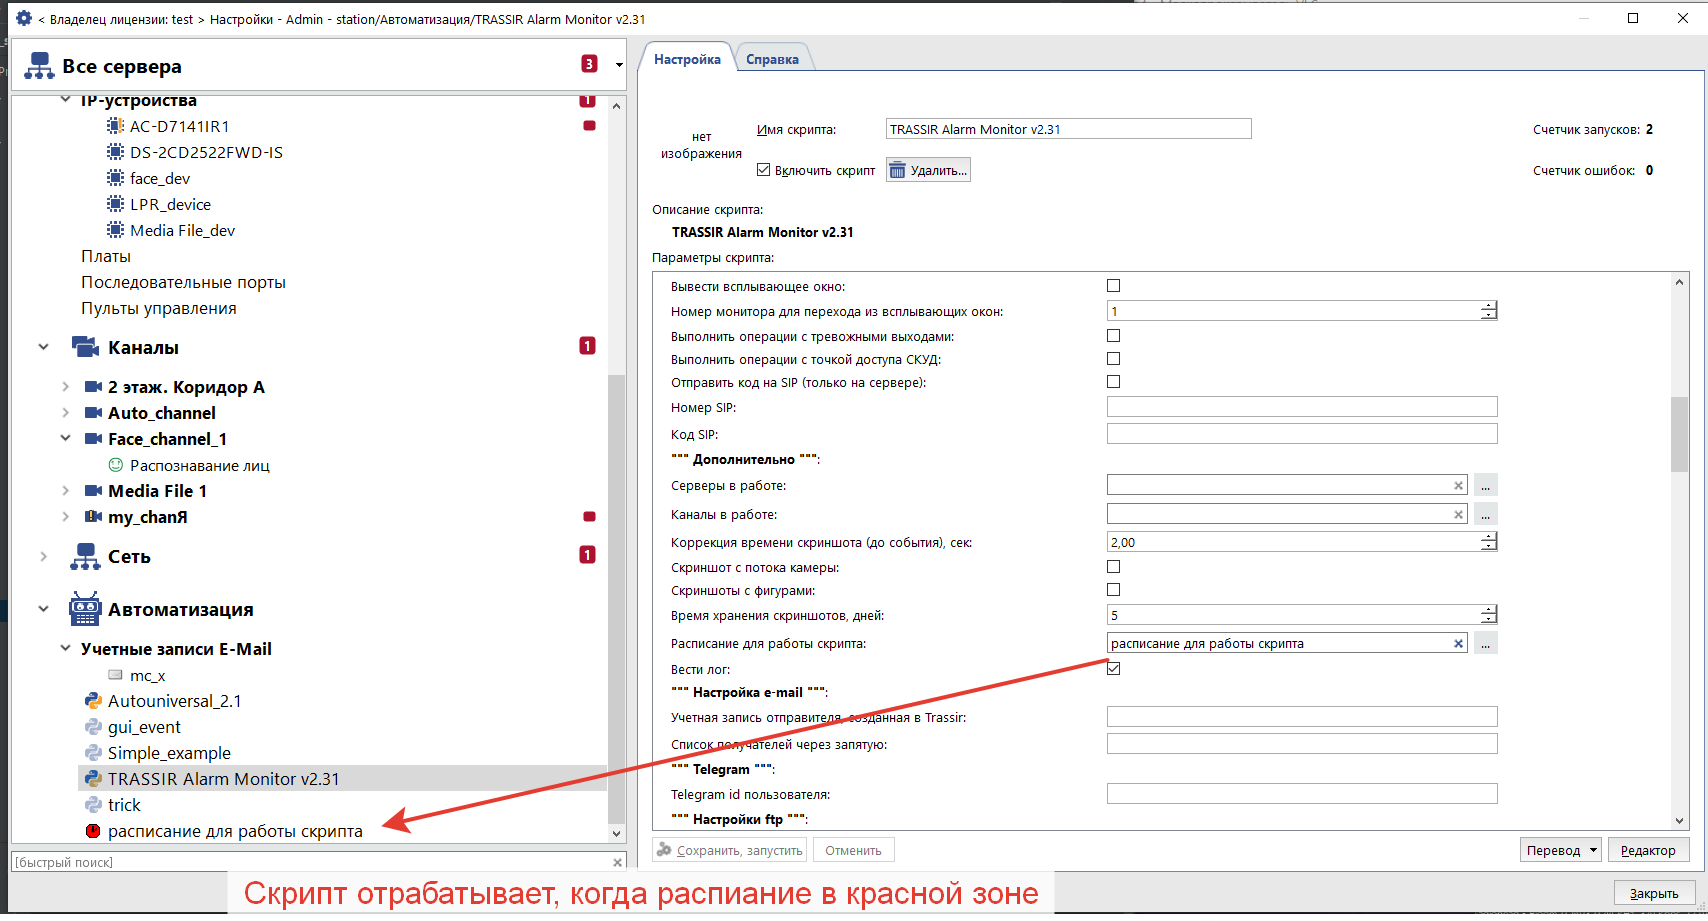 < Владелец лицензии: test > Настройки - Admin - station/Автоматизация/TRASSIR Alarm Monitor v2.31
Все сервера
3
IP-устройства
1
AC-D7141IR1
DS-2CD2522FWD-IS
face_dev
LPR_device
Media File_dev
Платы
Последовательные порты
Пульты управления
Каналы
1
2 этаж. Коридор А
Auto_channel
Face_channel_1
Распознавание лиц
Media File 1
my_chanЯ
Сеть
1
Автоматизация
Учетные записи E-Mail
mc_x
Autouniversal_2.1
gui_event
Simple_example
TRASSIR Alarm Monitor v2.31
trick
расписание для работы скрипта
[быстрый поиск]
Настройка
Справка
нет
изображения
Имя скрипта:
TRASSIR Alarm Monitor v2.31
Счетчик запусков: 2
Включить скрипт
Удалить...
Счетчик ошибок: 0
Описание скрипта:
TRASSIR Alarm Monitor v2.31
Параметры скрипта:
Вывести всплывающее окно:
Номер монитора для перехода из всплывающих окон:
1
Выполнить операции с тревожными выходами:
Выполнить операции с точкой доступа СКУД:
Отправить код на SIP (только на сервере):
Номер SIP:
Код SIP:
""" Дополнительно """:
Серверы в работе:
...
Каналы в работе:
...
Коррекция времени скриншота (до события), сек:
2,00
Скриншот с потока камеры:
Скриншоты с фигурами:
Время хранения скриншотов, дней:
5
Расписание для работы скрипта:
расписание для работы скрипта
...
Вести лог:
""" Настройка e-mail """:
Учетная запись отправителя, созданная в Trassir:
Список получателей через запятую:
""" Telegram """:
Telegram id пользователя:
""" Настройки ftp """:
Сохранить, запустить
Отменить
Перевод
Редактор
Скрипт отрабатывает, когда распиание в красной зоне
Закрыть